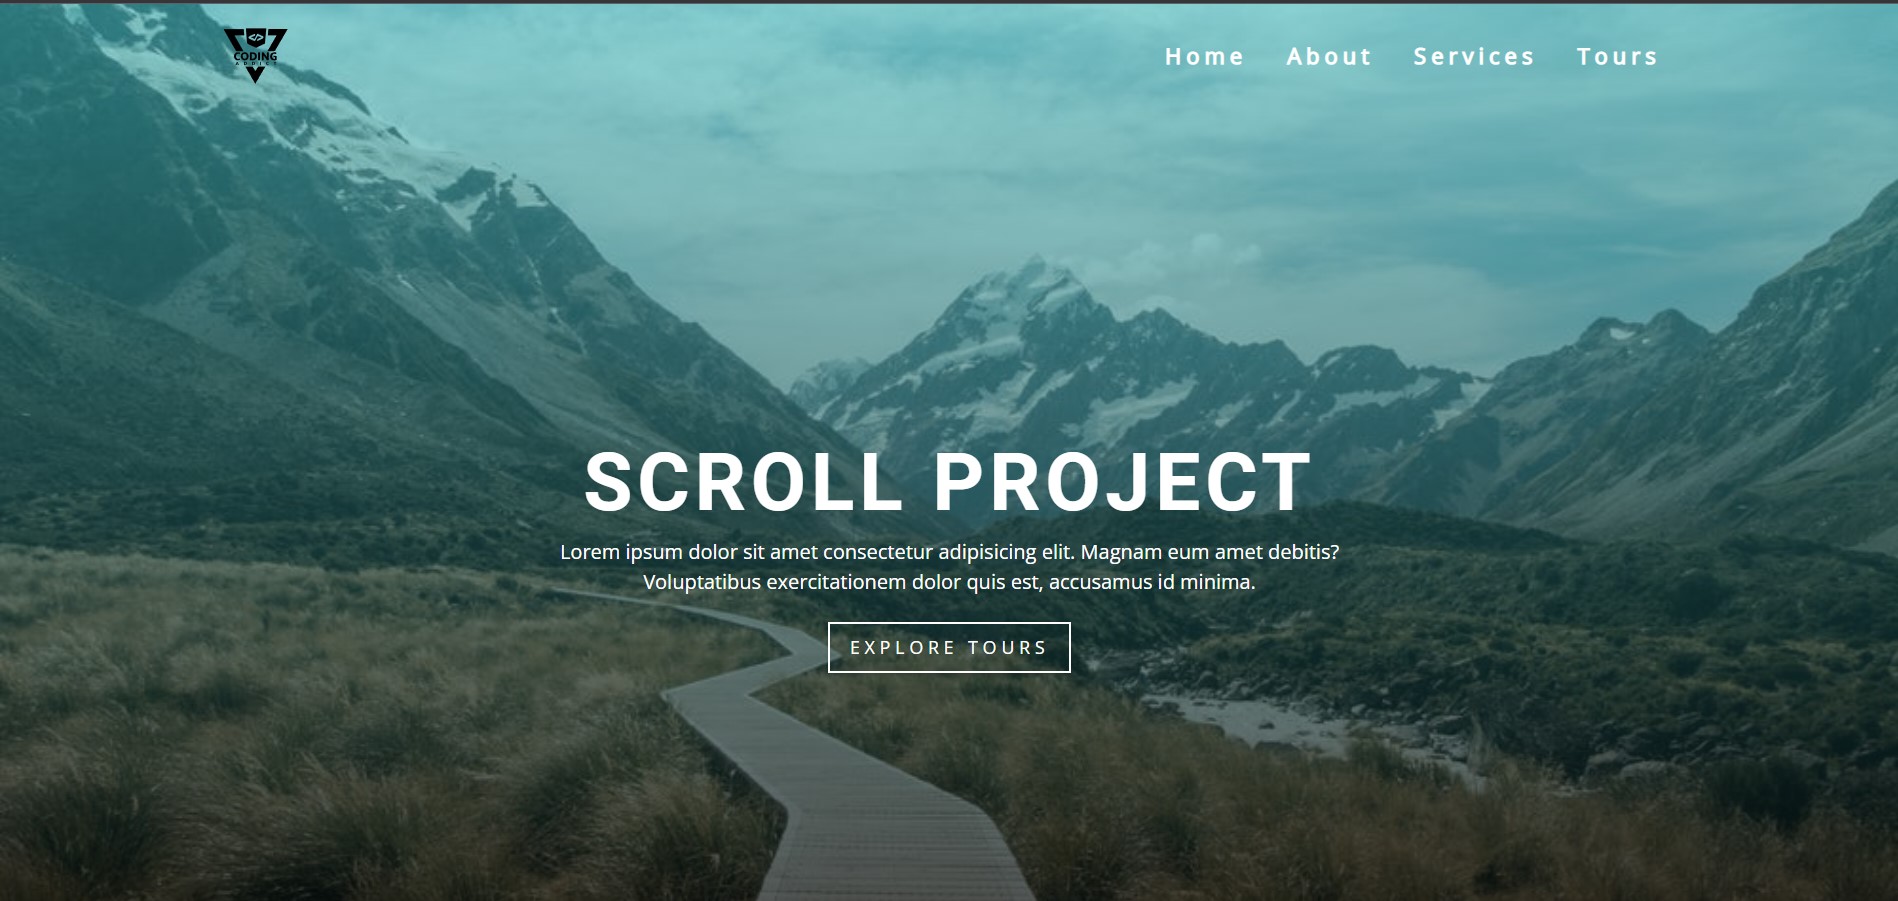 </>
CODING
ADDICT
Home About Services Tours
SCROLL PROJECT
Lorem ipsum dolor sit amet consectetur adipisicing elit. Magnam eum amet debitis?
Voluptatibus exercitationem dolor quis est, accusamus id minima.
EXPLORE TOURS